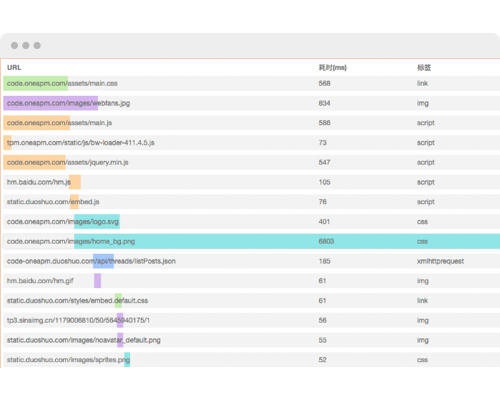 URL 耗时(ms) 标签
code.oneapm.com/assets/main.css 568 link
code.oneapm.com/images/webfans.jpg 834 img
code.oneapm.com/assets/main.js 586 script
tpm.oneapm.com/static/js/bw-loader-411.4.5.js 73 script
code.oneapm.com/assets/jquery.min.js 547 script
hm.baidu.com/hm.js 105 script
static.duoshuo.com/embed.js 76 script
code.oneapm.com/images/logo.svg 401 css
code.oneapm.com/images/home_bg.png 6803 css
code-oneapm.duoshuo.com/api/threads/listPosts.json 185 xmlhttprequest
hm.baidu.com/hm.gif 61 img
static.duoshuo.com/styles/embed.default.css 61 link
tp3.sinaimg.cn/1179006810/50/5645940175/1 56 img
static.duoshuo.com/images/noavatar_default.png 55 img
static.duoshuo.com/images/sprites.png 52 css